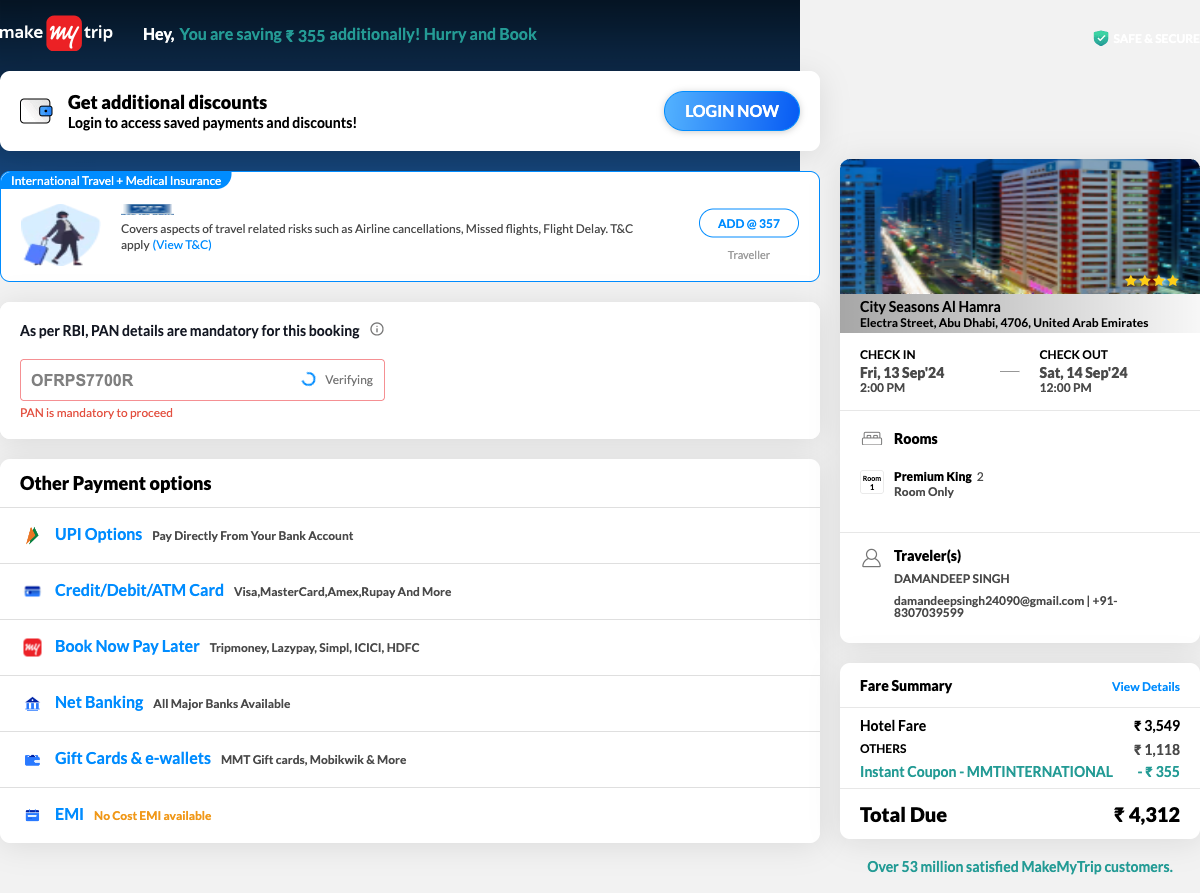 make my trip
Hey, You are saving ₹ 355 additionally! Hurry and Book
SAFE & SECURE
Get additional discounts
Login to access saved payments and discounts!
LOGIN NOW
International Travel + Medical Insurance
Covers aspects of travel related risks such as Airline cancellations, Missed flights, Flight Delay. T&C
apply (View T&C)
ADD @ 357
Traveller
As per RBI, PAN details are mandatory for this booking
OFRPS7700R
Verifying
PAN is mandatory to proceed
Other Payment options
UPI Options Pay Directly From Your Bank Account
Credit/Debit/ATM Card Visa,MasterCard,Amex,Rupay And More
my
Book Now Pay Later Tripmoney, Lazypay, Simpl, ICICI, HDFC
Net Banking All Major Banks Available
Gift Cards & e-wallets MMT Gift cards, Mobikwik & More
EMI No Cost EMI available
City Seasons Al Hamra
Electra Street, Abu Dhabi, 4706, United Arab Emirates
CHECK IN
Fri, 13 Sep'24
2:00 PM
CHECK OUT
Sat, 14 Sep'24
12:00 PM
Rooms
Room
1
Premium King 2
Room Only
Traveler(s)
DAMANDEEP SINGH
damandeepsingh24090@gmail.com | +91-
8307039599
Fare Summary
View Details
Hotel Fare ₹ 3,549
OTHERS ₹ 1,118
Instant Coupon - MMTINTERNATIONAL - ₹ 355
Total Due ₹ 4,312
Over 53 million satisfied MakeMyTrip customers.